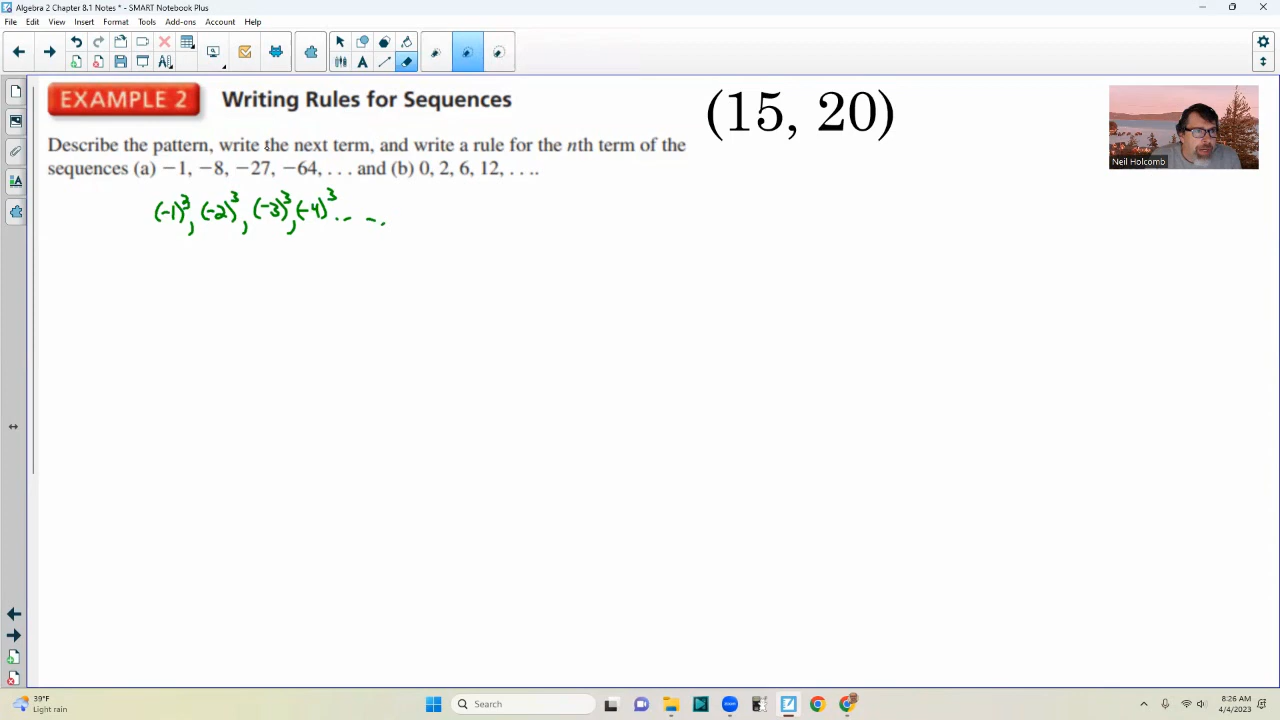 Algebra 2 Chapter 8.1 Notes * - SMART Notebook Plus
File Edit View Insert Format Tools Add-ons Account Help
EXAMPLE 2 Writing Rules for Sequences
(15, 20)
Describe the pattern, write the next term, and write a rule for the nth term of the
sequences (a) −1, −8, −27, −64, . . . and (b) 0, 2, 6, 12, . . ..
(-1)³, (-2)³, (-3)³, (-4)³ . . . .
Neil Holcomb
39°F
Light rain
Search
8:26 AM
4/4/2023